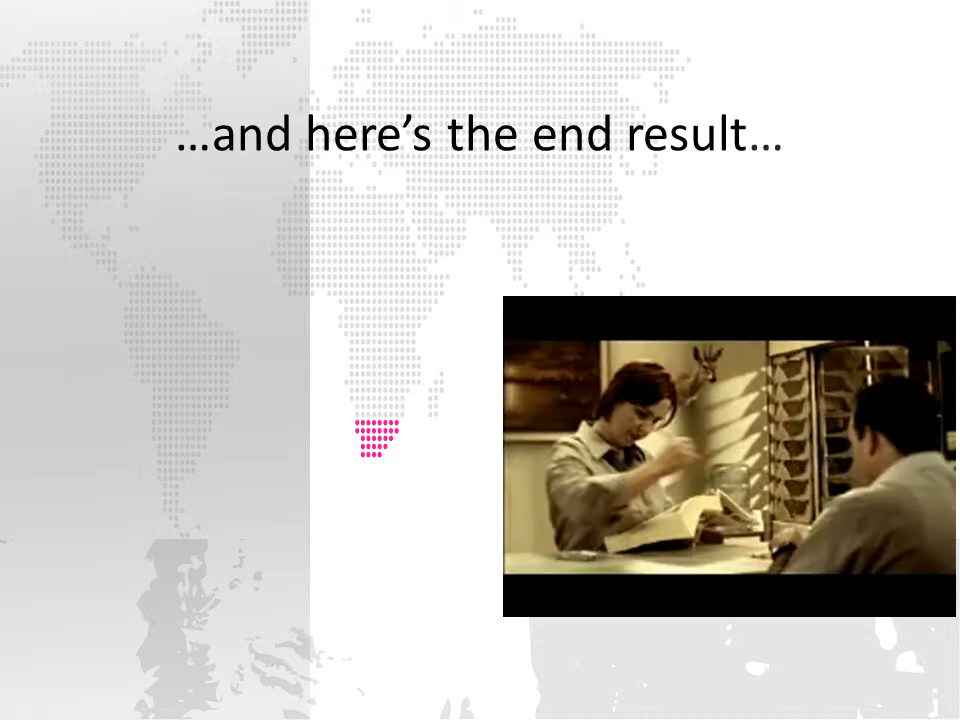 …and here’s the end result…